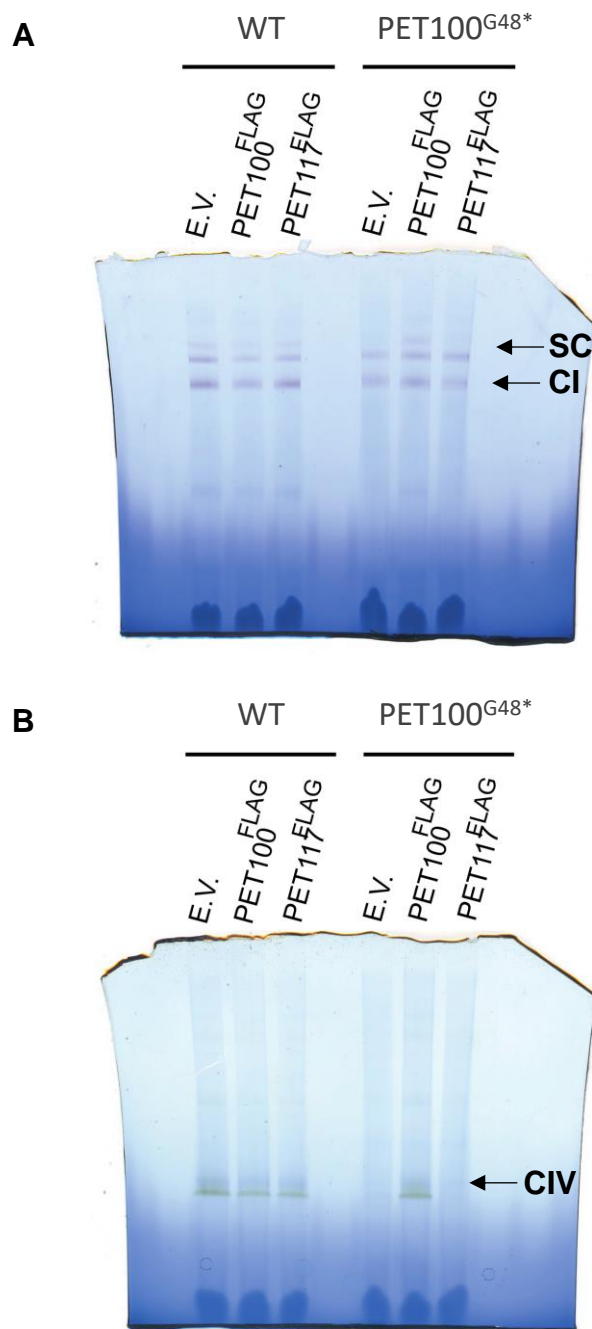 A
WT PET100G48*
E.V. PET100FLAG PET117FLAG E.V. PET100FLAG PET117FLAG
SC
CI
B
WT PET100G48*
E.V. PET100FLAG PET117FLAG E.V. PET100FLAG PET117FLAG
CIV